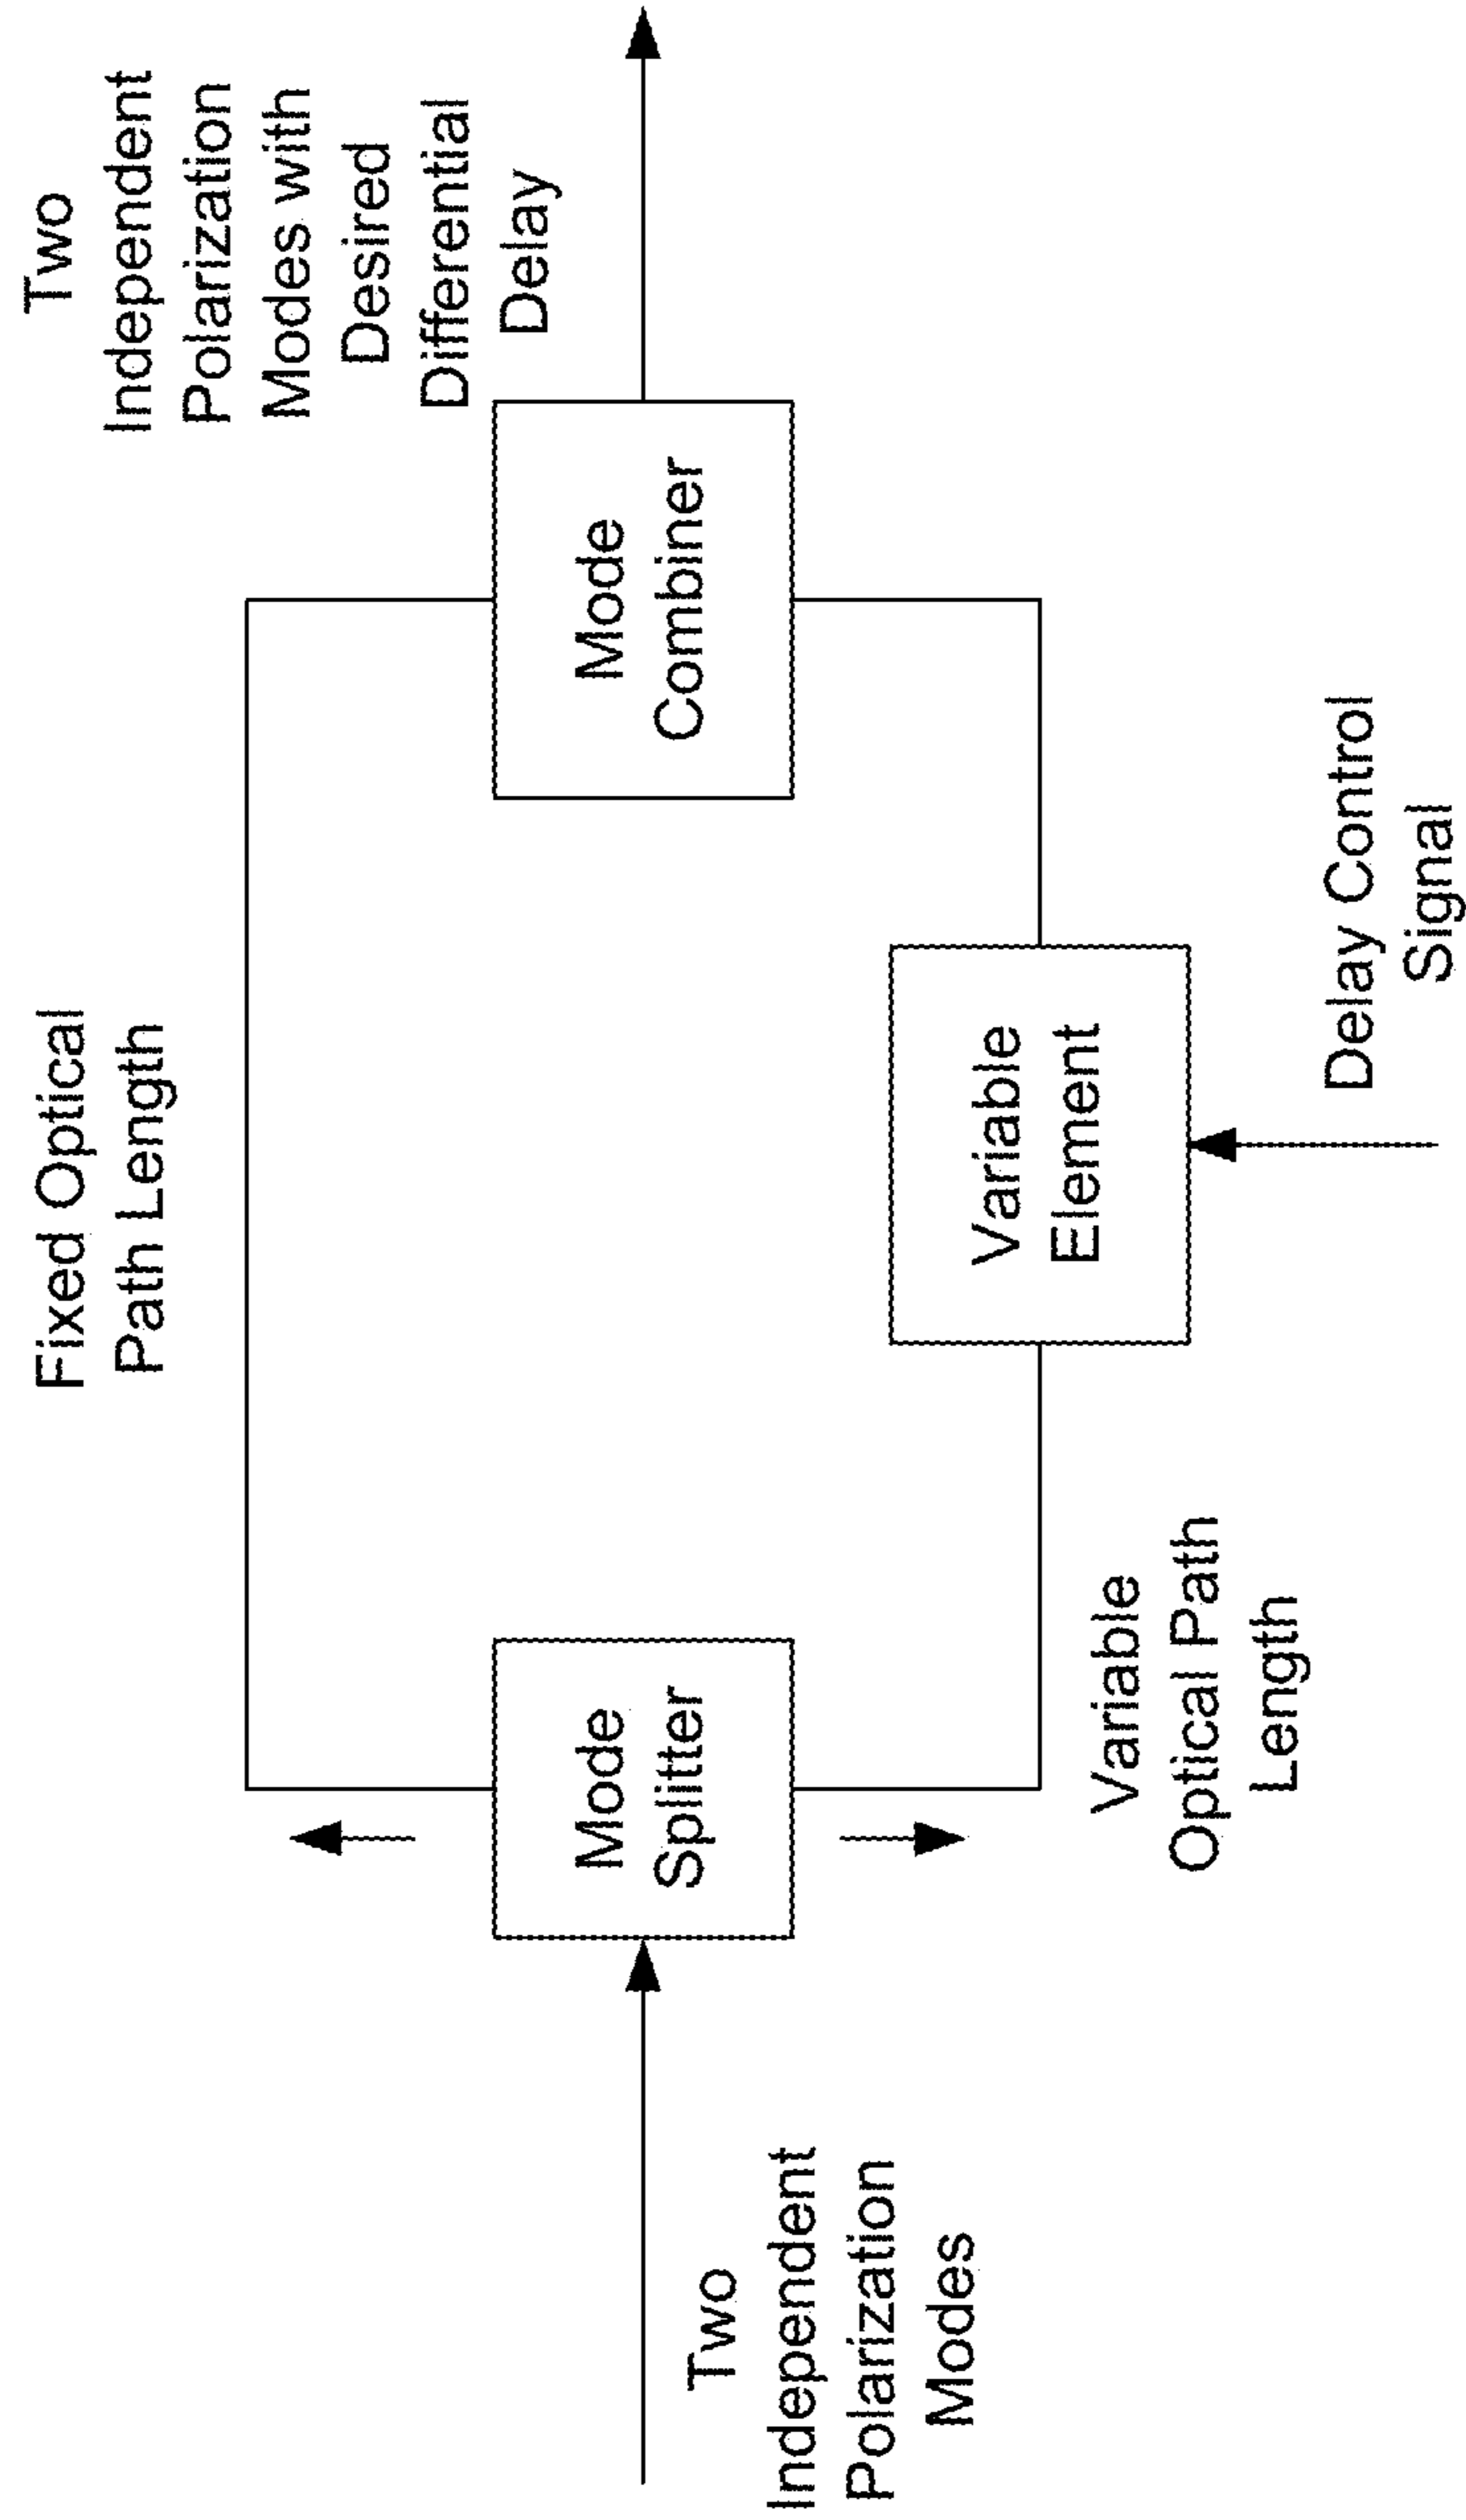 Fixed Optical
Path Length
Two
Independent
Polarization
Modes with
Desired
Differential
Delay
Mode
Splitter
Mode
Combiner
Two
Independent
Polarization
Modes
Variable
Element
Variable
Optical Path
Length
Delay Control
Signal